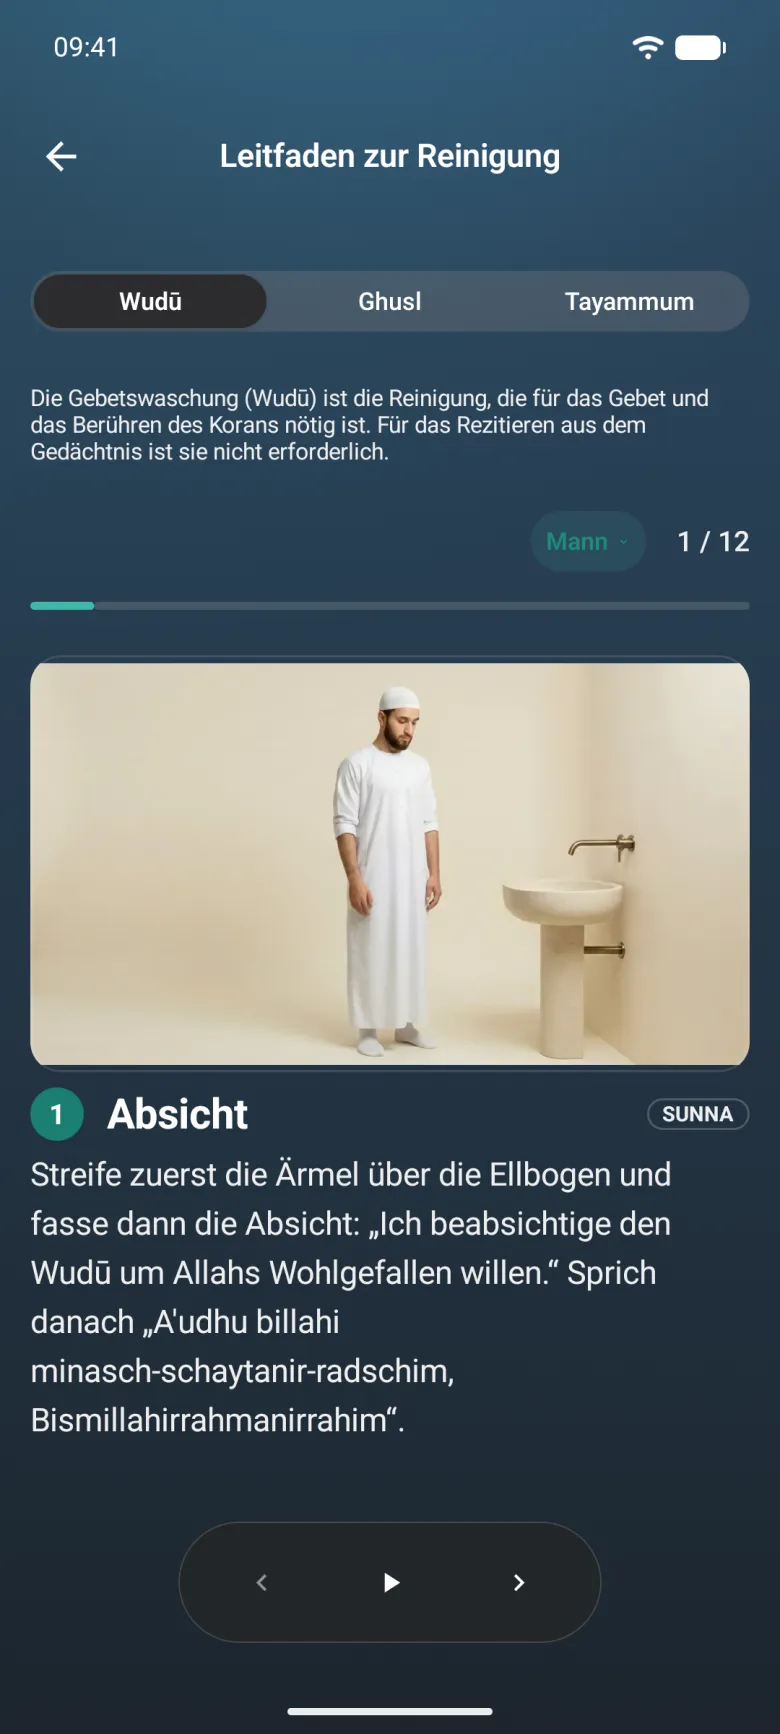 09:41
Leitfaden zur Reinigung
Wudū
Ghusl
Tayammum
Die Gebetswaschung (Wudū) ist die Reinigung, die für das Gebet und
das Berühren des Korans nötig ist. Für das Rezitieren aus dem
Gedächtnis ist sie nicht erforderlich.
Mann
1 / 12
1
Absicht
SUNNA
Streife zuerst die Ärmel über die Ellbogen und
fasse dann die Absicht: „Ich beabsichtige den
Wudū um Allahs Wohlgefallen willen.“ Sprich
danach „A'udhu billahi
minasch-schaytanir-radschim,
Bismillahirrahmanirrahim“.